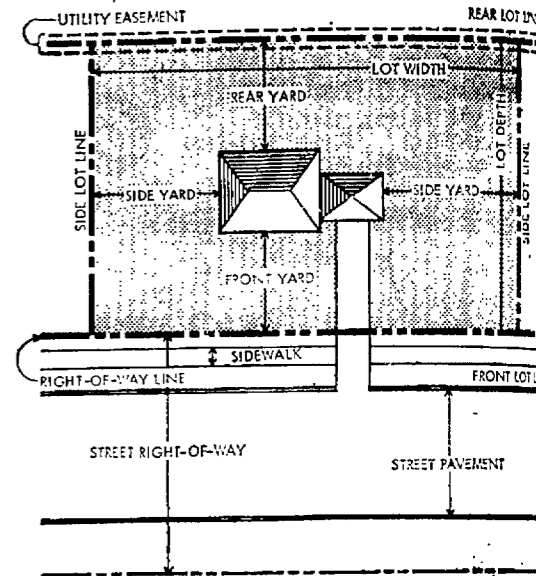 UTILITY EASEMENT
REAR LOT LIN
LOT WIDTH
REAR YARD
LOT DEPTH
SIDE LOT LINE
SIDE YARD
SIDE YARD
SIDE LOT LINE
FRONT YARD
SIDEWALK
RIGHT-OF-WAY LINE
FRONT LOT L
STREET RIGHT-OF-WAY
STREET PAVEMENT